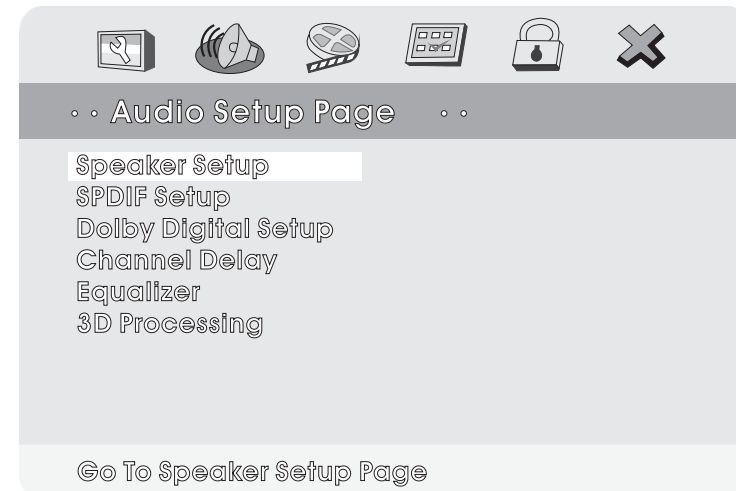 ·· Audio Setup Page ··
Speaker Setup
SPDIF Setup
Dolby Digital Setup
Channel Delay
Equalizer
3D Processing
Go To Speaker Setup Page